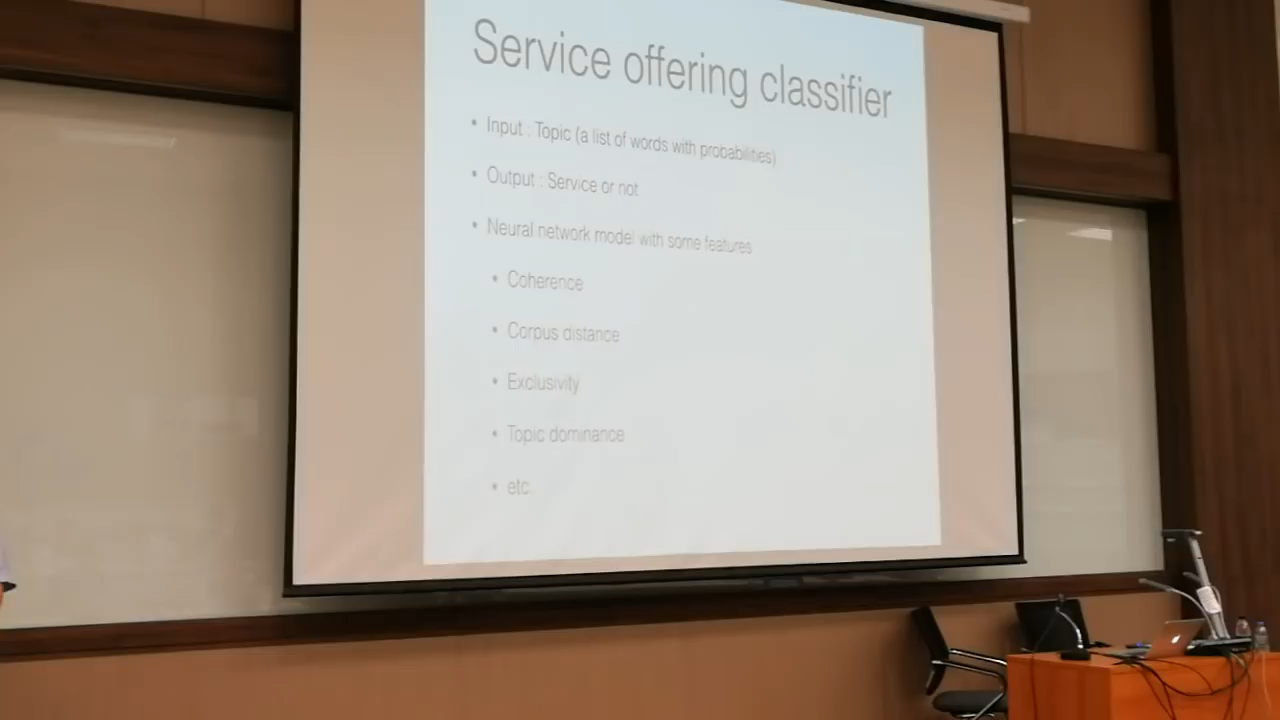 Service offering classifier
• Input : Topic (a list of words with probabilities)
• Output : Service or not
• Neural network model with some features
• Coherence
• Corpus distance
• Exclusivity
• Topic dominance
• etc.